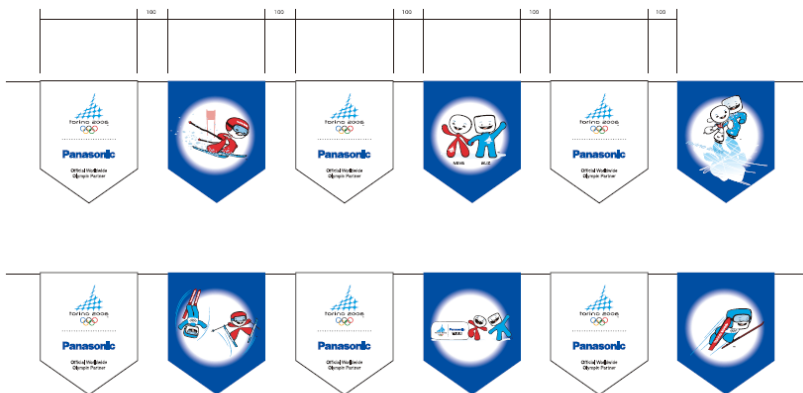 100 100 100 100 100
torino 2006
Panasonic
Official Worldwide
Olympic Partner
torino 2006
Panasonic
Official Worldwide
Olympic Partner
NEVE GLIZ
torino 2006
Panasonic
Official Worldwide
Olympic Partner
torino 2006
Panasonic
Official Worldwide
Olympic Partner
torino 2006
Panasonic
Official Worldwide
Olympic Partner
torino 2006
Panasonic
Official Worldwide
Olympic Partner